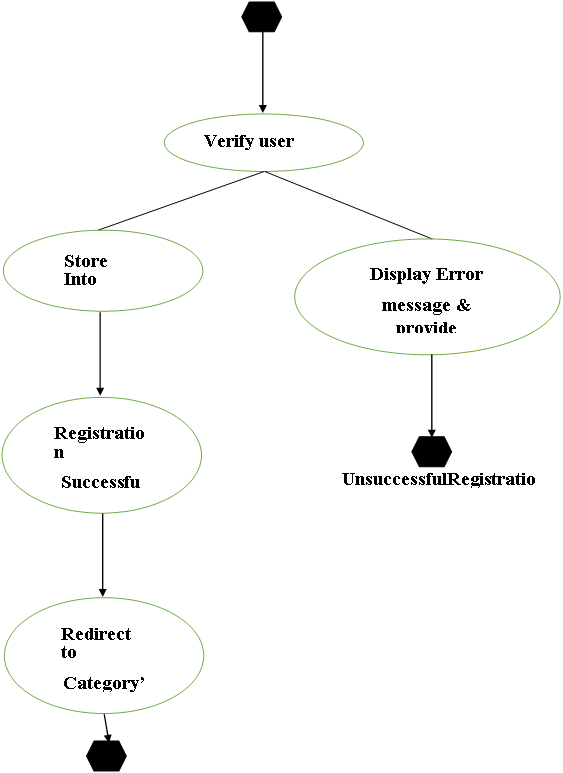 Verify user
Store
Into
Display Error
message &
provide
Registratio
n
Successfu
UnsuccessfulRegistratio
Redirect
to
Category’